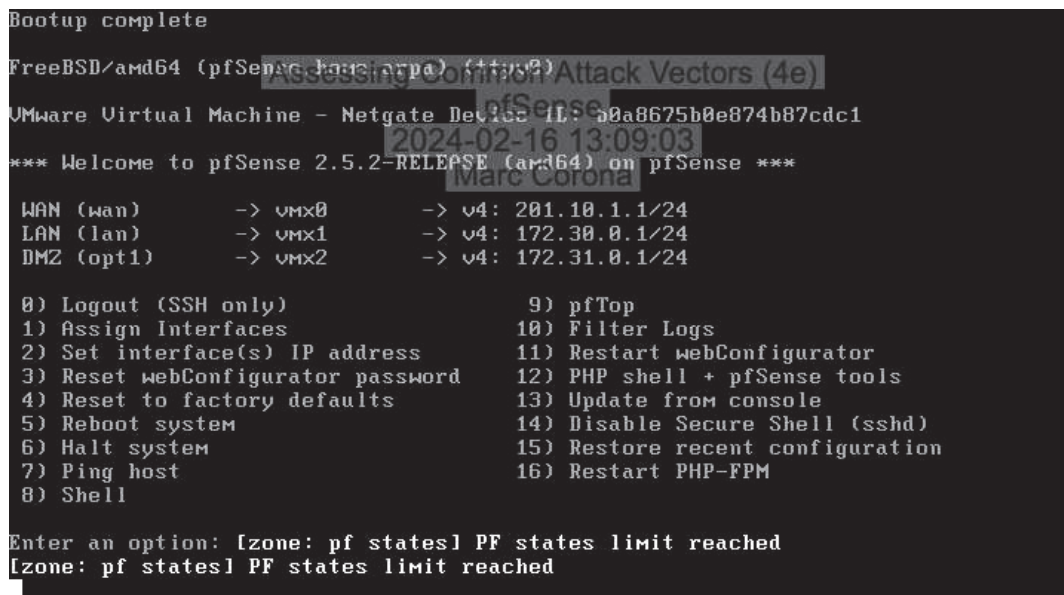 Bootup complete
FreeBSD/amd64 (pfSense.home.arpa) (ttyv0)
Assessing Common Attack Vectors (4e)
VMware Virtual Machine - Netgate Device ID: b0a8675b0e874b87cdc1
pfSense
2024-02-16 13:09:03
*** Welcome to pfSense 2.5.2-RELEASE (amd64) on pfSense ***
Marc Corona
WAN (wan) -> vmx0 -> v4: 201.10.1.1/24
LAN (lan) -> vmx1 -> v4: 172.30.0.1/24
DMZ (opt1) -> vmx2 -> v4: 172.31.0.1/24
0) Logout (SSH only) 9) pfTop
1) Assign Interfaces 10) Filter Logs
2) Set interface(s) IP address 11) Restart webConfigurator
3) Reset webConfigurator password 12) PHP shell + pfSense tools
4) Reset to factory defaults 13) Update from console
5) Reboot system 14) Disable Secure Shell (sshd)
6) Halt system 15) Restore recent configuration
7) Ping host 16) Restart PHP-FPM
8) Shell
Enter an option: [zone: pf states] PF states limit reached
[zone: pf states] PF states limit reached